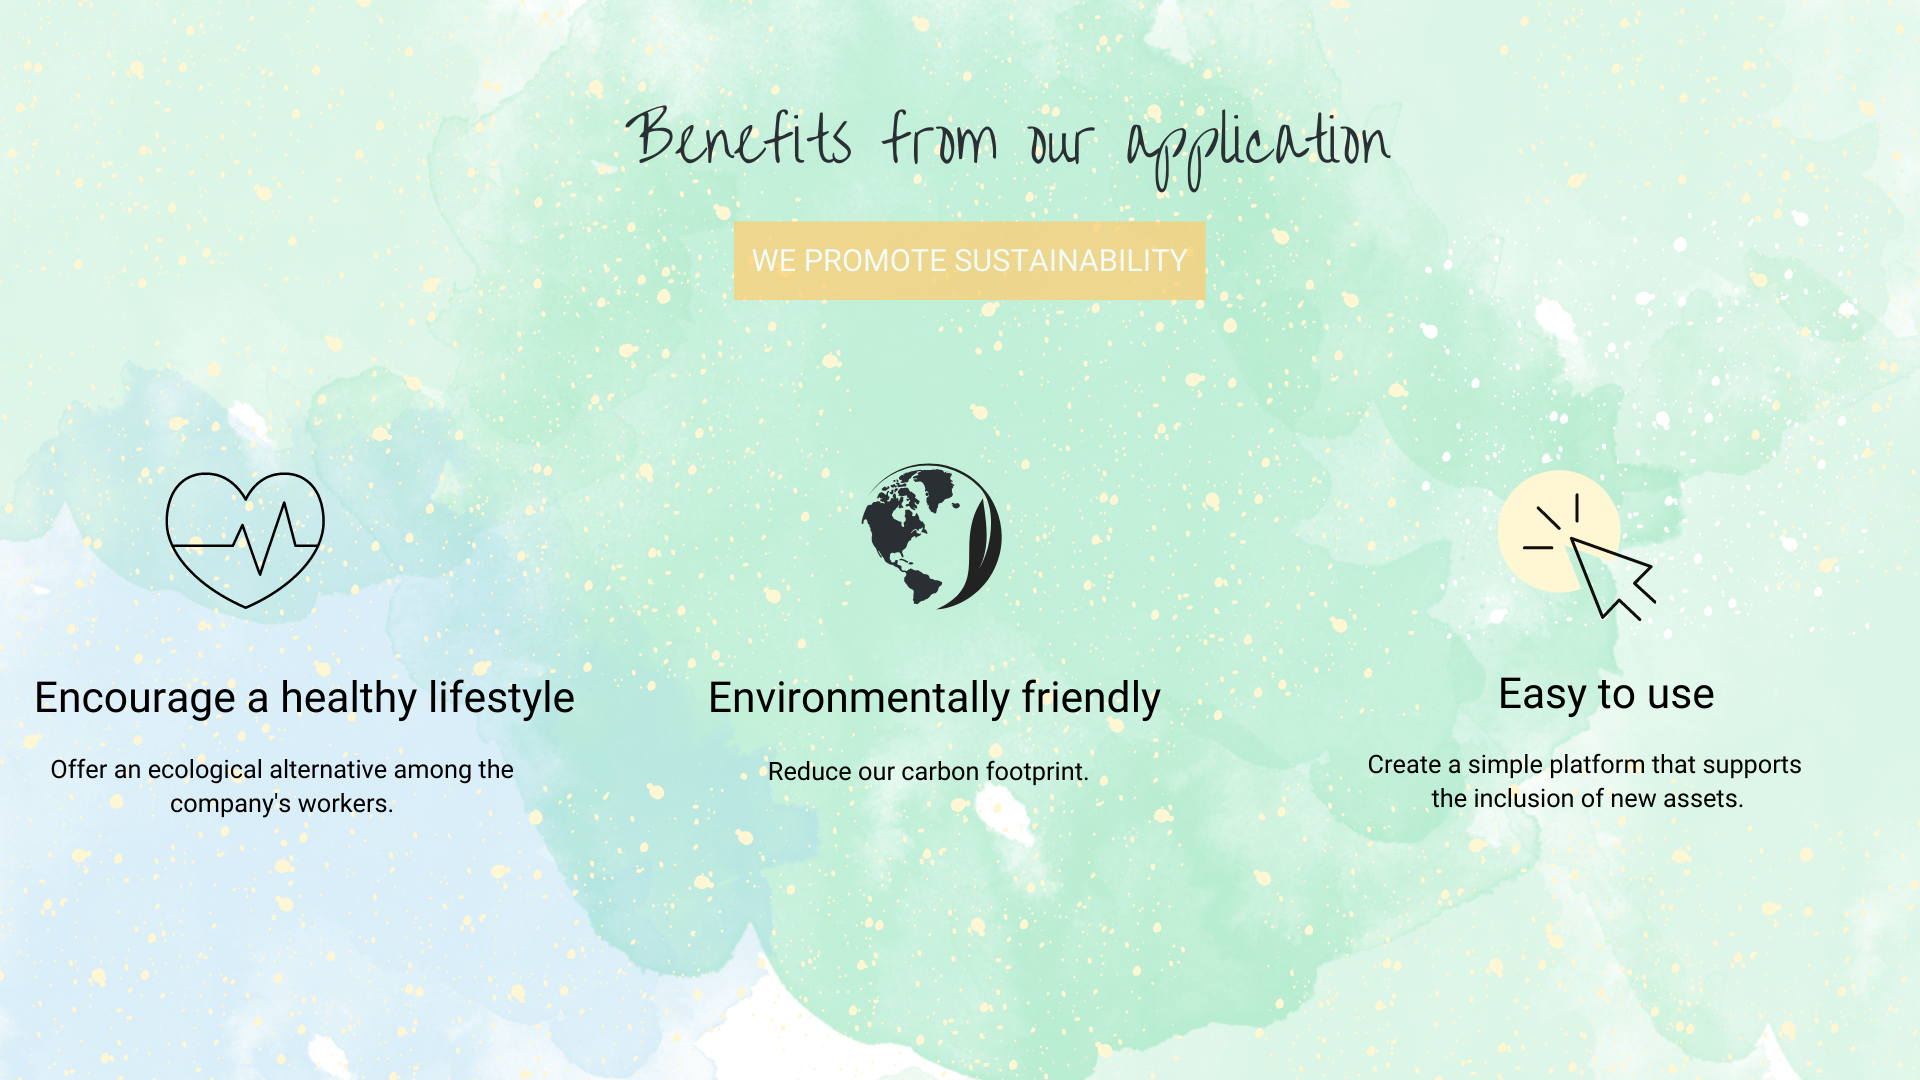 Benefits from our application
WE PROMOTE SUSTAINABILITY
Encourage a healthy lifestyle
Offer an ecological alternative among the
company's workers.
Environmentally friendly
Reduce our carbon footprint.
Easy to use
Create a simple platform that supports
the inclusion of new assets.